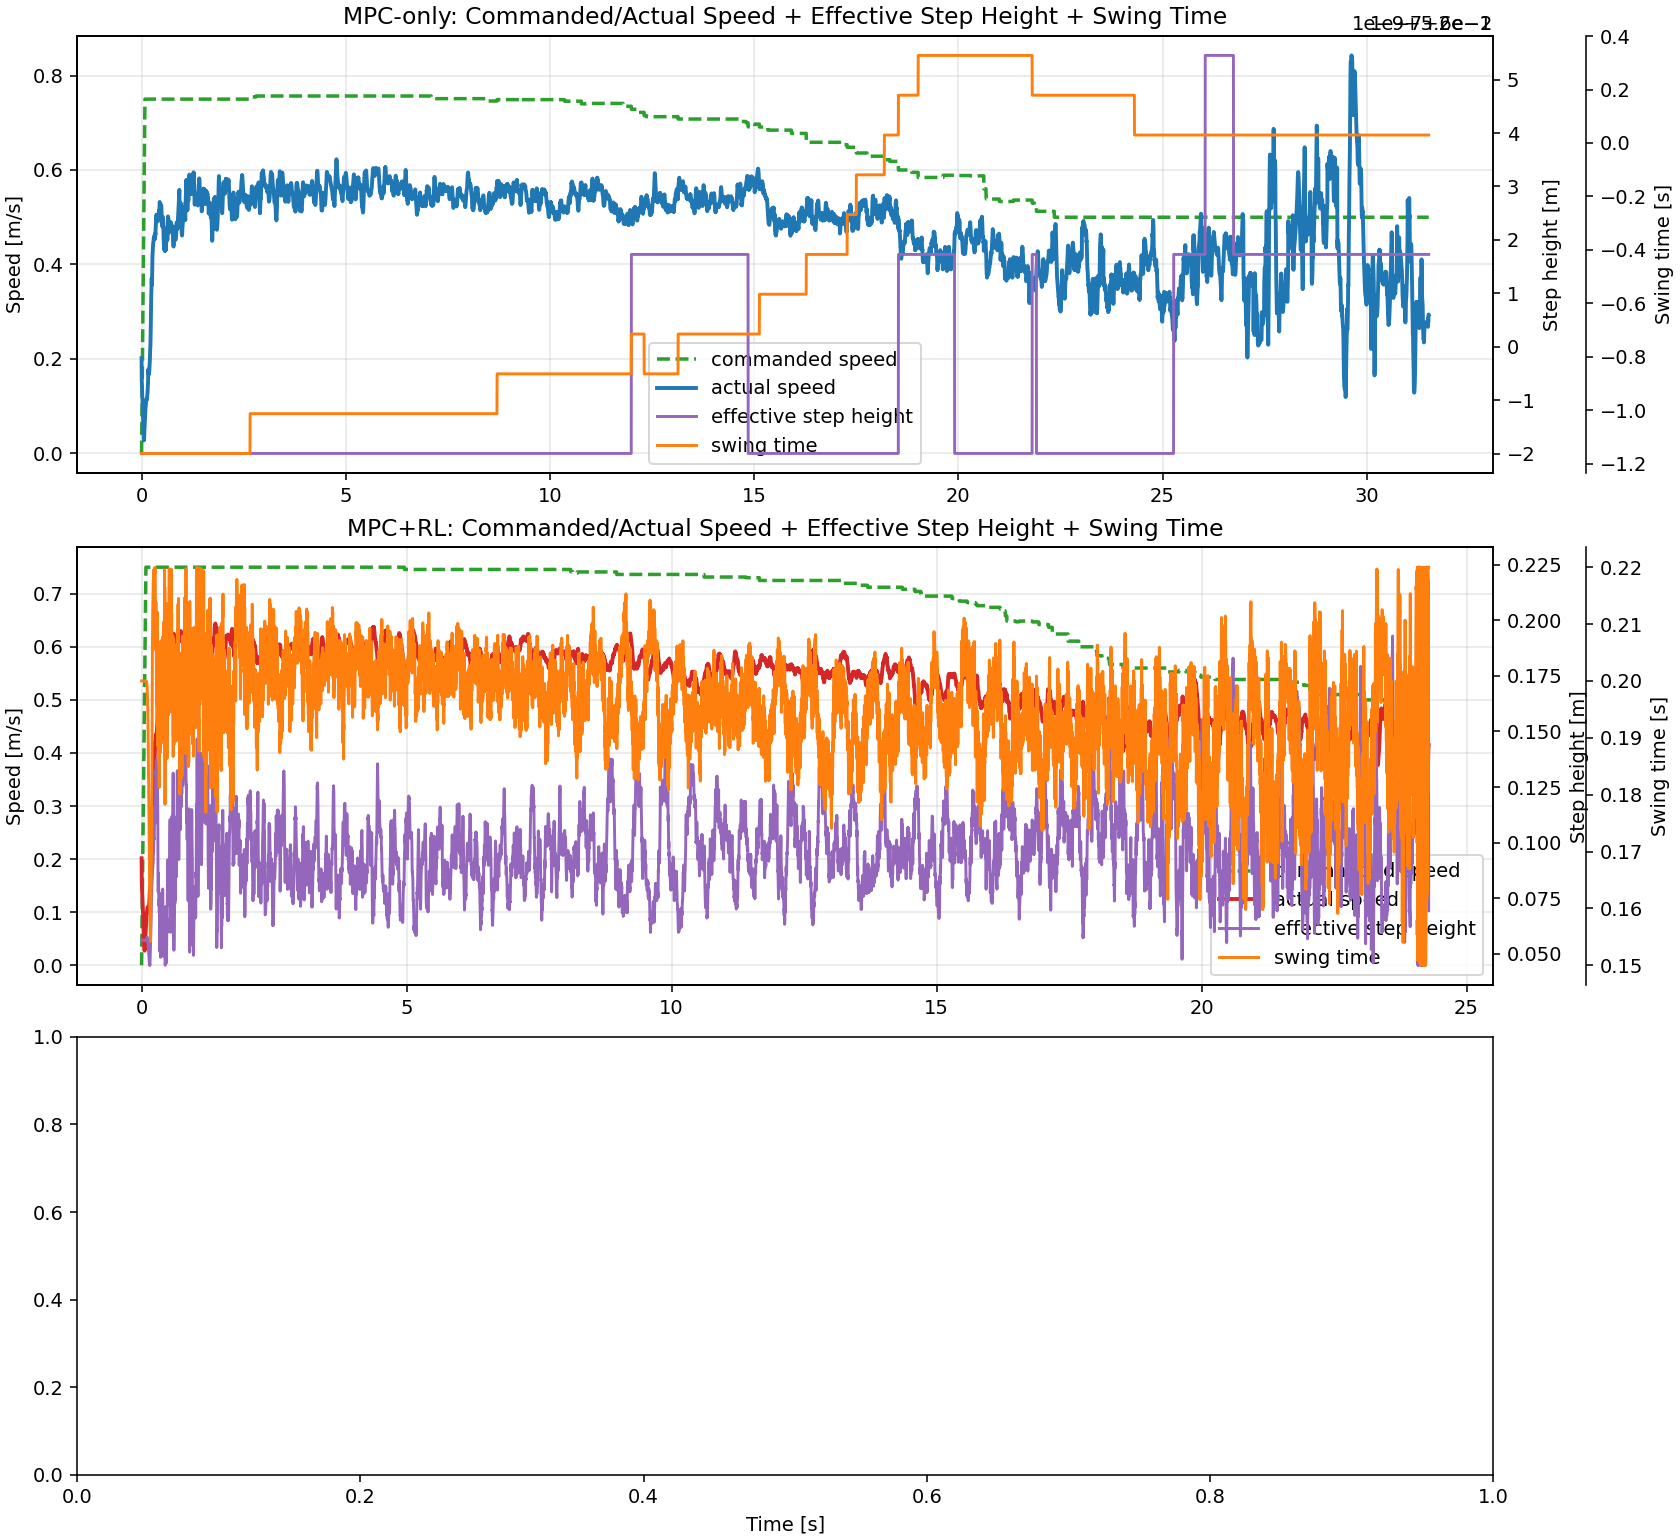 MPC-only: Commanded/Actual Speed + Effective Step Height + Swing Time
0.8
0.6
0.4
0.2
0.0
Speed [m/s]
5
4
3
2
1
0
−1
−2
Step height [m]
0.4
0.2
0.0
−0.2
−0.4
−0.6
−0.8
−1.0
−1.2
Swing time [s]
commanded speed
actual speed
effective step height
swing time
0 5 10 15 20 25 30
MPC+RL: Commanded/Actual Speed + Effective Step Height + Swing Time
0.7
0.6
0.5
0.4
0.3
0.2
0.1
0.0
Speed [m/s]
0.225
0.200
0.175
0.150
0.125
0.100
0.075
0.050
Step height [m]
0.22
0.21
0.20
0.19
0.18
0.17
0.16
0.15
Swing time [s]
commanded speed
actual speed
effective step height
swing time
0 5 10 15 20 25
1.0
0.8
0.6
0.4
0.2
0.0
0.0 0.2 0.4 0.6 0.8 1.0
Time [s]